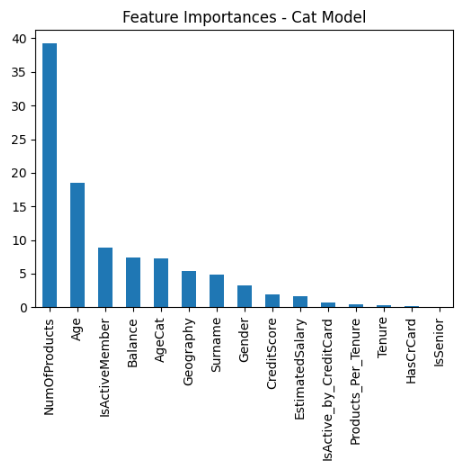 Feature Importances - Cat Model
40
35
30
25
20
15
10
5
0
NumOfProducts
Age
IsActiveMember
Balance
AgeCat
Geography
Surname
Gender
CreditScore
EstimatedSalary
IsActive_by_CreditCard
Products_Per_Tenure
Tenure
HasCrCard
IsSenior